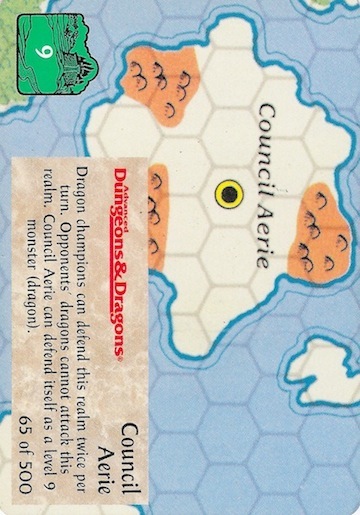 9
Council Aerie
Advanced
Dungeons & Dragons®
Council
Aerie
Dragon champions can defend this realm twice per
turn. Opponents' dragons cannot attack this
realm. Council Aerie can defend itself as a level 9
monster (dragon).
65 of 500